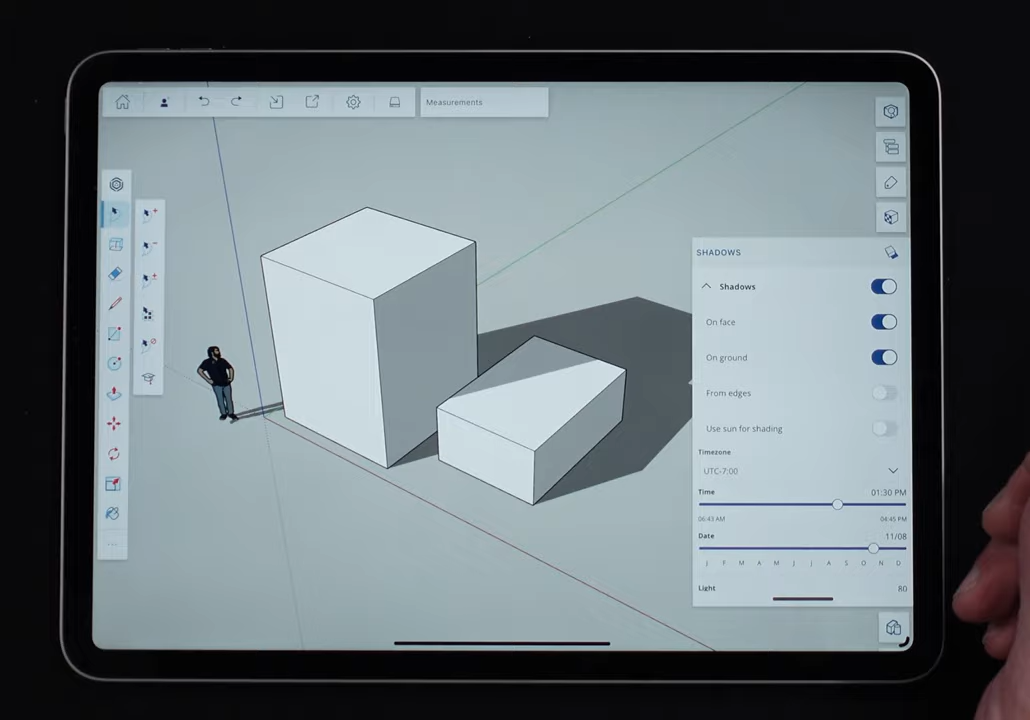 Measurements
SHADOWS
Shadows
On face
On ground
From edges
Use sun for shading
Timezone
UTC-7:00
Time 01:30 PM
06:43 AM 04:45 PM
Date 11/08
J F M A M J J A S O N D
Light 80